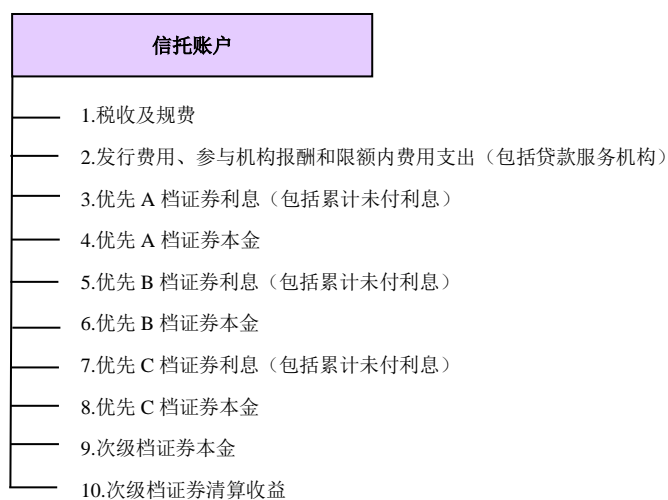 信托账户
1.税收及规费
2.发行费用、参与机构报酬和限额内费用支出（包括贷款服务机构）
3.优先 A 档证券利息（包括累计未付利息）
4.优先 A 档证券本金
5.优先 B 档证券利息（包括累计未付利息）
6.优先 B 档证券本金
7.优先 C 档证券利息（包括累计未付利息）
8.优先 C 档证券本金
9.次级档证券本金
10.次级档证券清算收益